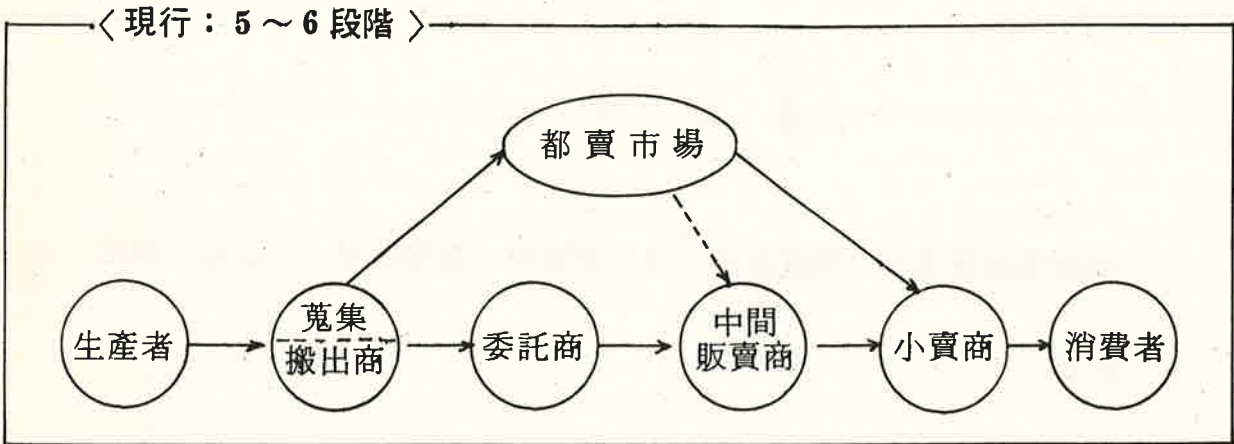 〈現行：5～6段階〉
都賣市場
生産者
蒐集
搬出商
委託商
中間
販賣商
小賣商
消費者